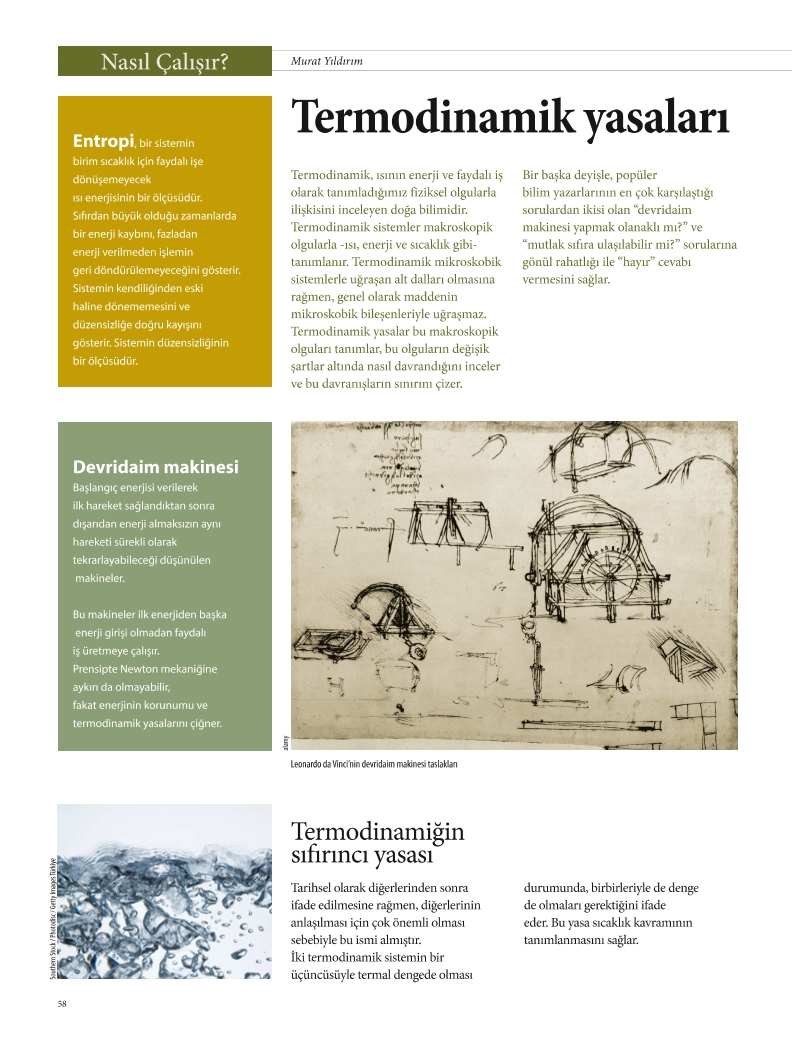 Nasıl Çalışır?
Murat Yıldırım
Termodinamik yasaları
Entropi, bir sistemin
birim sıcaklık için faydalı işe
dönüşemeyecek
ısı enerjisinin bir ölçüsüdür.
Sıfırdan büyük olduğu zamanlarda
bir enerji kaybını, fazladan
enerji verilmeden işlemin
geri döndürülemeyeceğini gösterir.
Sistemin kendiliğinden eski
haline dönememesini ve
düzensizliğe doğru kayışını
gösterir. Sistemin düzensizliğinin
bir ölçüsüdür.
Termodinamik, ısının enerji ve faydalı iş
olarak tanımladığımız fiziksel olgularla
ilişkisini inceleyen doğa bilimidir.
Termodinamik sistemler makroskopik
olgularla -ısı, enerji ve sıcaklık gibi-
tanımlanır. Termodinamik mikroskobik
sistemlerle uğraşan alt dalları olmasına
rağmen, genel olarak maddenin
mikroskobik bileşenleriyle uğraşmaz.
Termodinamik yasalar bu makroskopik
olguları tanımlar, bu olguların değişik
şartlar altında nasıl davrandığını inceler
ve bu davranışların sınırını çizer.
Bir başka deyişle, popüler
bilim yazarlarının en çok karşılaştığı
sorulardan ikisi olan “devridaim
makinesi yapmak olanaklı mı?” ve
“mutlak sıfıra ulaşılabilir mi?” sorularına
gönül rahatlığı ile “hayır” cevabı
vermesini sağlar.
Devridaim makinesi
Başlangıç enerjisi verilerek
ilk hareket sağlandıktan sonra
dışarıdan enerji almaksızın aynı
hareketi sürekli olarak
tekrarlayabileceği düşünülen
makineler.
Bu makineler ilk enerjiden başka
enerji girişi olmadan faydalı
iş üretmeye çalışır.
Prensipte Newton mekaniğine
aykırı da olmayabilir,
fakat enerjinin korunumu ve
termodinamik yasalarını çiğner.
alamy
Leonardo da Vinci’nin devridaim makinesi taslakları
Southern Stock / Photodisc / Getty Images Türkiye
Termodinamiğin
sıfırıncı yasası
Tarihsel olarak diğerlerinden sonra
ifade edilmesine rağmen, diğerlerinin
anlaşılması için çok önemli olması
sebebiyle bu ismi almıştır.
İki termodinamik sistemin bir
üçüncüsüyle termal dengede olması
durumunda, birbirleriyle de denge
de olmaları gerektiğini ifade
eder. Bu yasa sıcaklık kavramının
tanımlanmasını sağlar.
58